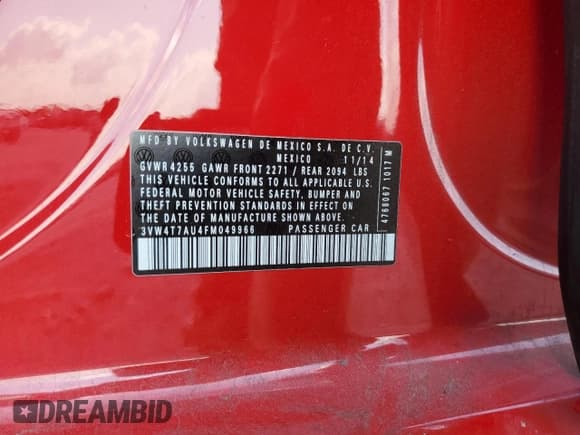 MFD BY VOLKSWAGEN DE MEXICO S.A. DE C.V.
MEXICO 11/14
GVWR 4255 GAWR FRONT 2271 / REAR 2094 LBS
THIS VEHICLE CONFORMS TO ALL APPLICABLE U.S.
FEDERAL MOTOR VEHICLE SAFETY, BUMPER AND
THEFT PREVENTION STANDARDS IN EFFECT ON
THE DATE OF MANUFACTURE SHOWN ABOVE.
3VW4T7AU4FM049966 PASSENGER CAR
4768067 1017 M
DREAMBID